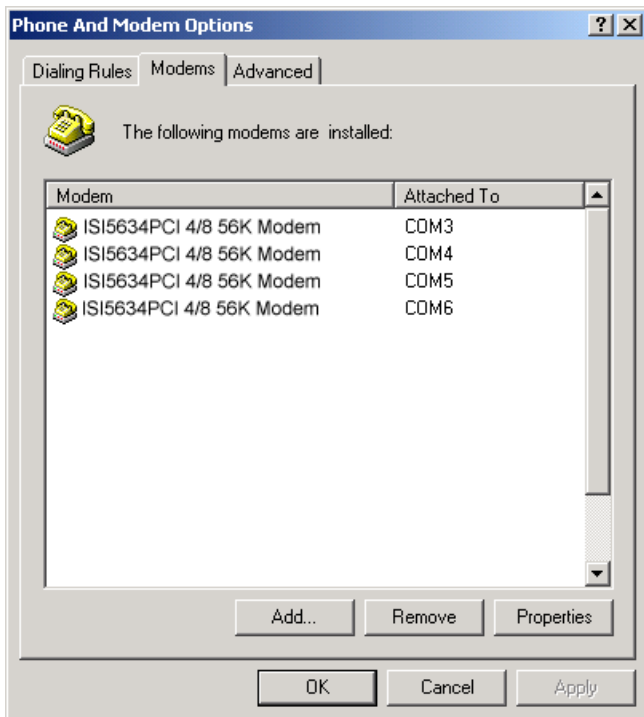 Phone And Modem Options
Dialing Rules Modems Advanced
The following modems are installed:
Modem Attached To
ISI5634PCI 4/8 56K Modem COM3
ISI5634PCI 4/8 56K Modem COM4
ISI5634PCI 4/8 56K Modem COM5
ISI5634PCI 4/8 56K Modem COM6
Add... Remove Properties
OK Cancel Apply